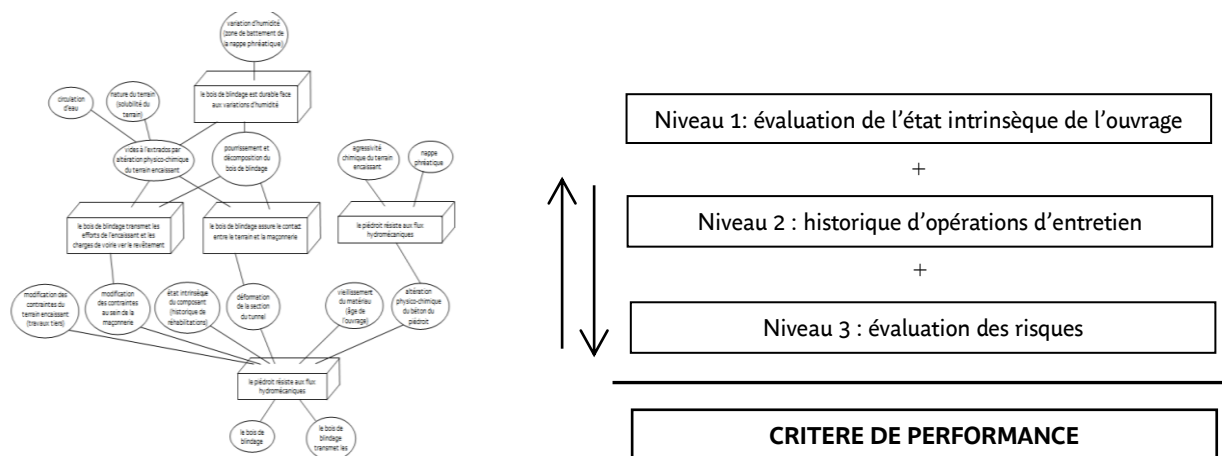 variation d'humidité
(zone de battement de
la nappe phréatique)
le bois de blindage est durable face
aux variations d'humidité
circulation
d'eau
nature du terrain
(solubilité du
terrain)
vides à l'extrados par
altération physico-chimique
du terrain encaissant
pourrissement et
décomposition du
bois de blindage
agressivité
chimique du terrain
encaissant
nappe
phréatique
le bois de blindage transmet les
efforts de l'encaissant et les
charges de voirie ver le revêtement
le bois de blindage assure le contact
entre le terrain et la maçonnerie
le piédroit résiste aux flux
hydromécaniques
modification des
contraintes du
terrain encaissant
(travaux tiers)
modification
des contraintes
au sein de la
maçonnerie
état intrinsèque
du composant
(historique de
réhabilitations)
déformation
de la section
du tunnel
vieillissement
du matériau
(âge de
l'ouvrage)
altération
physico-chimique
du béton du
piédroit
le piédroit résiste aux flux
hydromécaniques
le bois de
blindage
le bois de
blindage
transmet les
Niveau 1: évaluation de l'état intrinsèque de l'ouvrage
+
Niveau 2 : historique d'opérations d'entretien
+
Niveau 3 : évaluation des risques
CRITERE DE PERFORMANCE